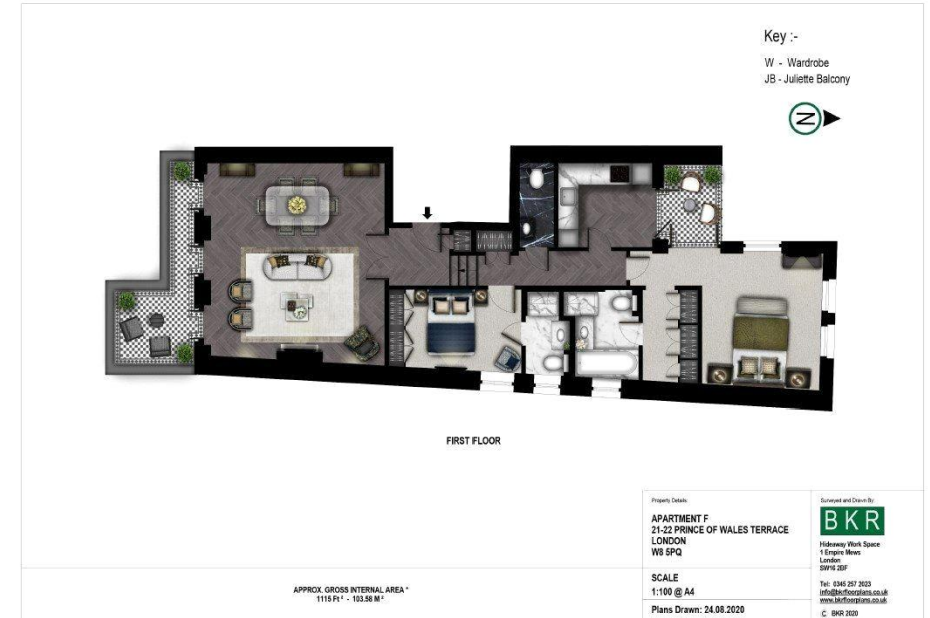 Key :-
W - Wardrobe
JB - Juliette Balcony
N
FIRST FLOOR
APPROX. GROSS INTERNAL AREA *
1115 Ft ² - 103.58 M ²
Property Details:
APARTMENT F
21-22 PRINCE OF WALES TERRACE
LONDON
W8 5PQ
SCALE
1:100 @ A4
Plans Drawn: 24.08.2020
Surveyed and Drawn By
BKR
Hideaway Work Space
1 Empire Mews
London
SW16 2BF
Tel: 0345 257 2023
info@bkrfloorplans.co.uk
www.bkrfloorplans.co.uk
C BKR 2020